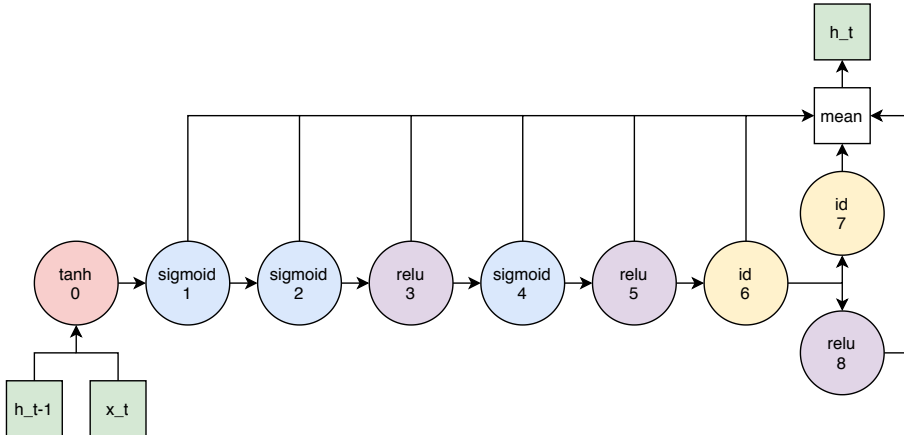 h_t
mean
id
7
tanh
0
sigmoid
1
sigmoid
2
relu
3
sigmoid
4
relu
5
id
6
relu
8
h_t-1
x_t